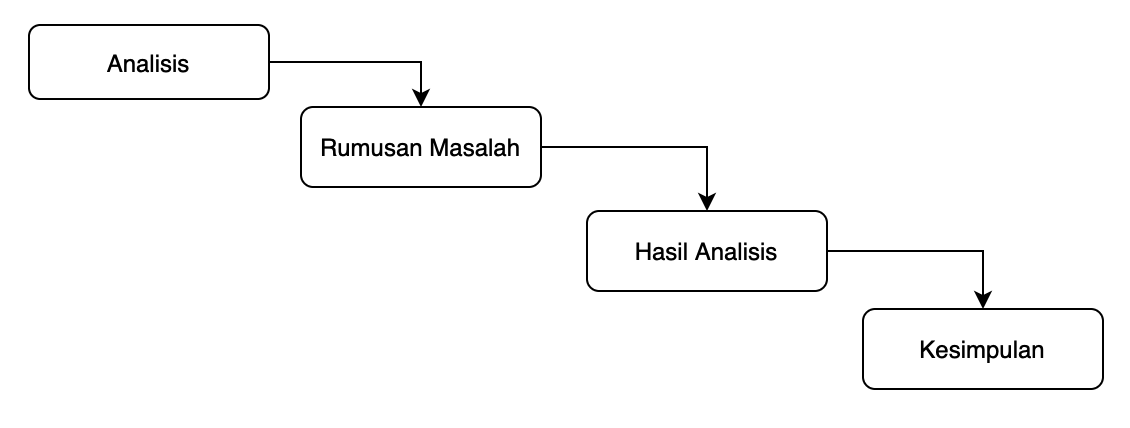 Analisis
Rumusan Masalah
Hasil Analisis
Kesimpulan